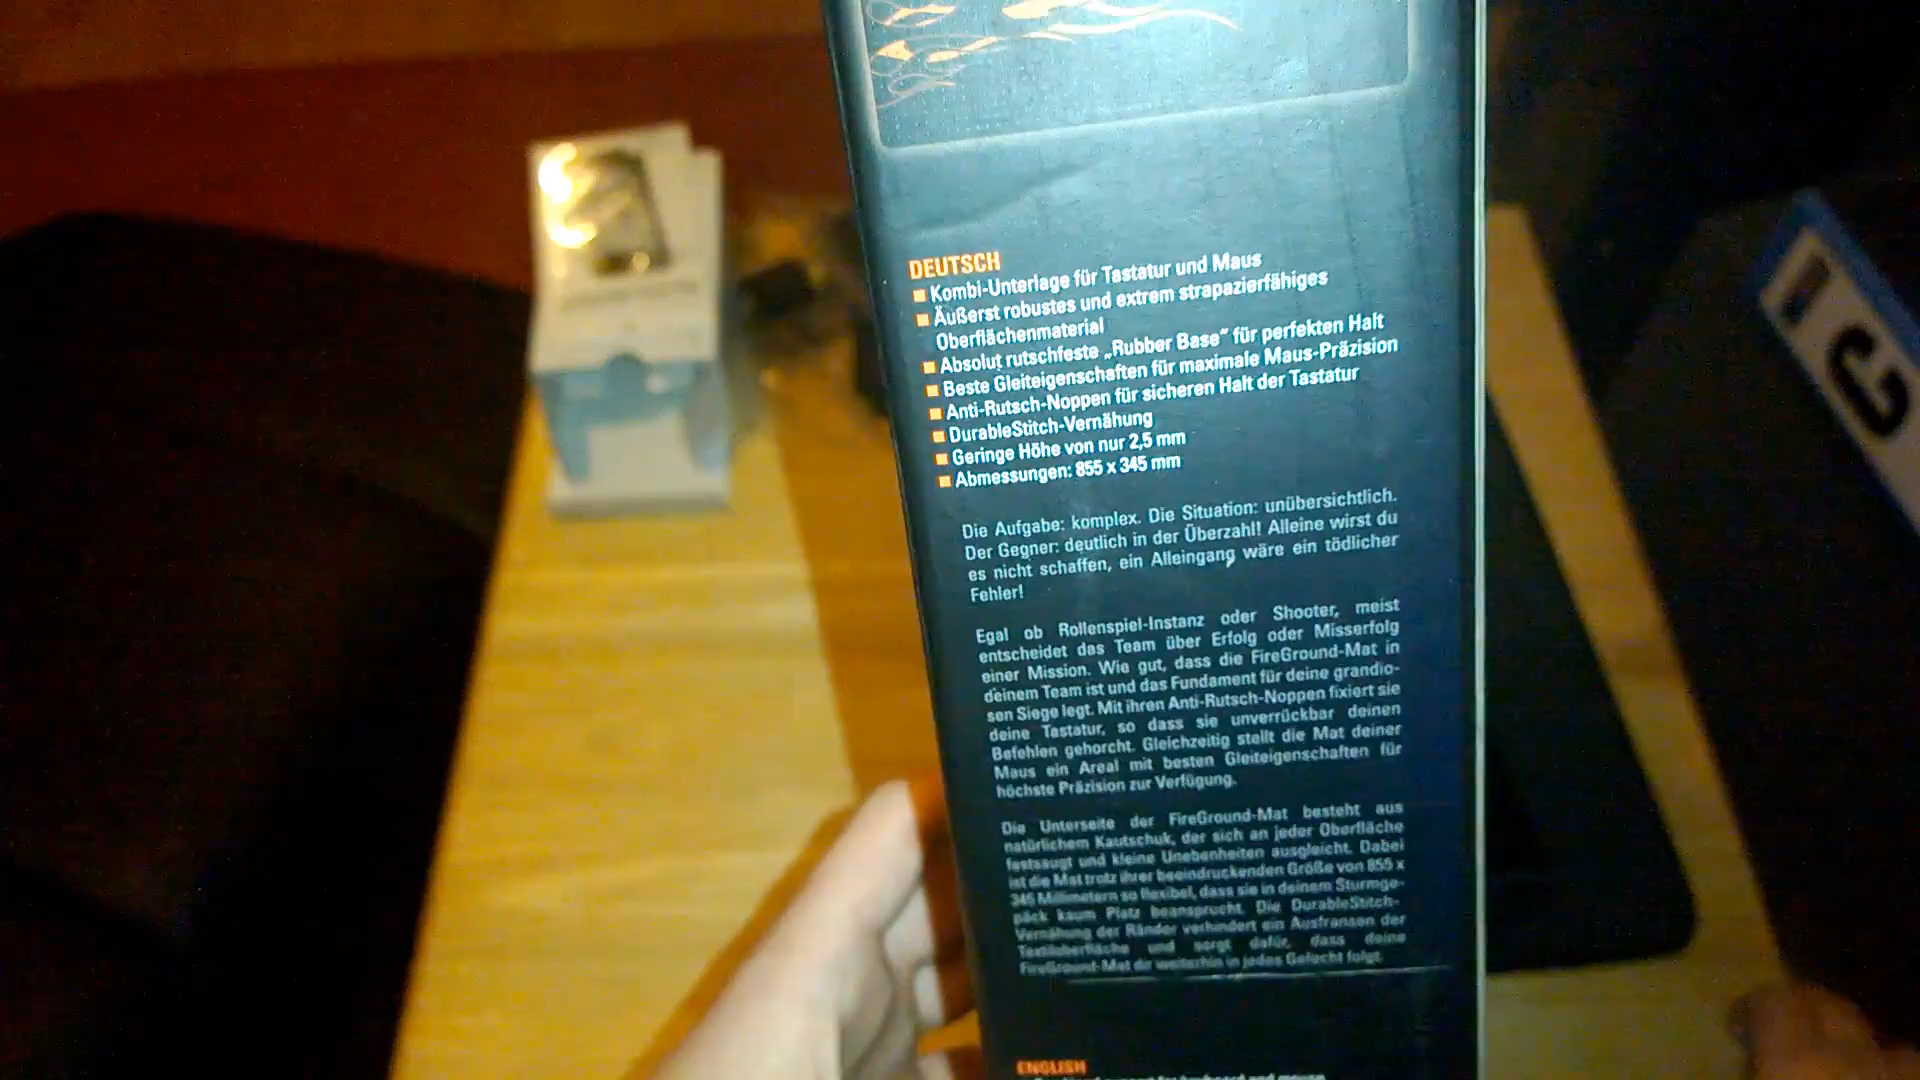 DEUTSCH
Kombi-Unterlage für Tastatur und Maus
Äußerst robustes und extrem strapazierfähiges
Oberflächenmaterial
Absolut rutschfeste „Rubber Base" für perfekten Halt
Beste Gleiteigenschaften für maximale Maus-Präzision
Anti-Rutsch-Noppen für sicheren Halt der Tastatur
DurableStitch-Vernähung
Geringe Höhe von nur 2,5 mm
Abmessungen: 855 x 345 mm
Die Aufgabe: komplex. Die Situation: unübersichtlich.
Der Gegner: deutlich in der Überzahl! Alleine wirst du
es nicht schaffen, ein Alleingang wäre ein tödlicher
Fehler!
Egal ob Rollenspiel-Instanz oder Shooter, meist
entscheidet das Team über Erfolg oder Misserfolg
einer Mission. Wie gut, dass die FireGround-Mat in
deinem Team ist und das Fundament für deine grandio-
sen Siege legt. Mit ihren Anti-Rutsch-Noppen fixiert sie
deine Tastatur, so dass sie unverrückbar deinen
Befehlen gehorcht. Gleichzeitig stellt die Mat deiner
Maus ein Areal mit besten Gleiteigenschaften für
höchste Präzision zur Verfügung.
Die Unterseite der FireGround-Mat besteht aus
natürlichem Kautschuk, der sich an jeder Oberfläche
festsaugt und kleine Unebenheiten ausgleicht. Dabei
ist die Mat trotz ihrer beeindruckenden Größe von 855 x
345 Millimetern so flexibel, dass sie in deinem Sturmge-
päck kaum Platz beansprucht. Die DurableStitch-
Vernähung der Ränder verhindert ein Ausfransen der
Textiloberfläche und sorgt dafür, dass deine
FireGround-Mat dir weiterhin in jedes Gefecht folgt.
ENGLISH